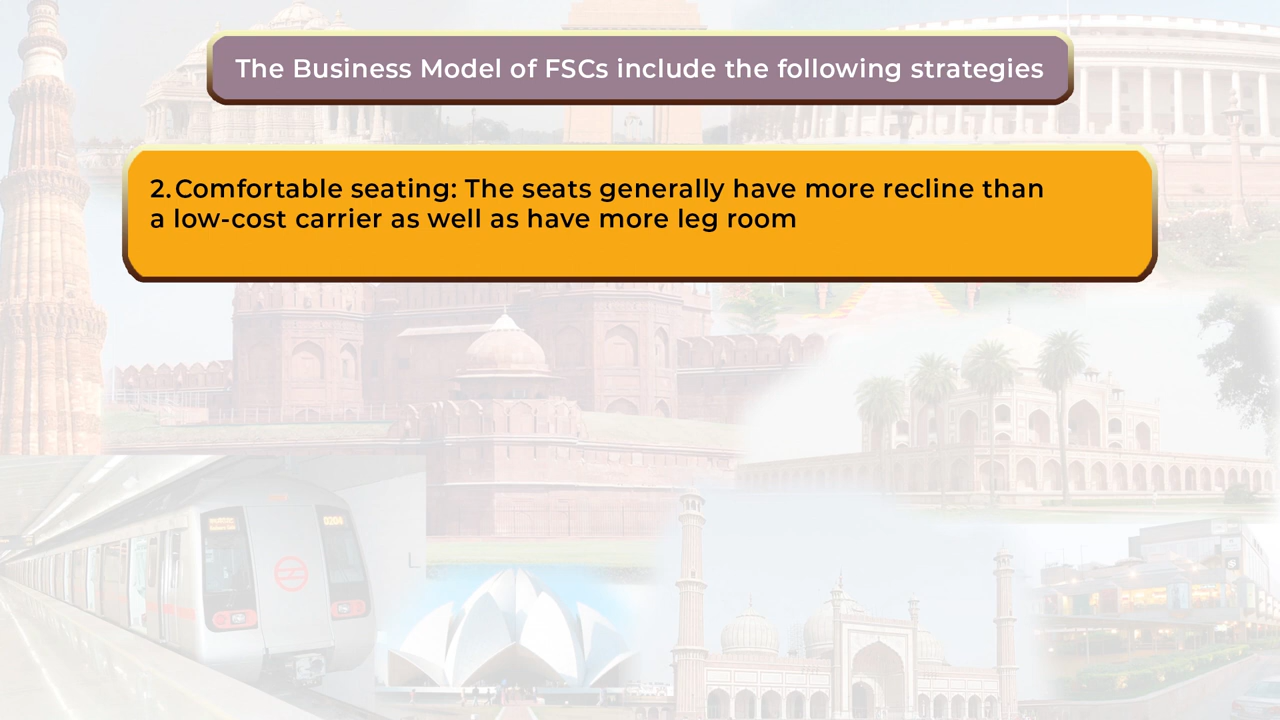 The Business Model of FSCs include the following strategies
2. Comfortable seating: The seats generally have more recline than
a low-cost carrier as well as have more leg room